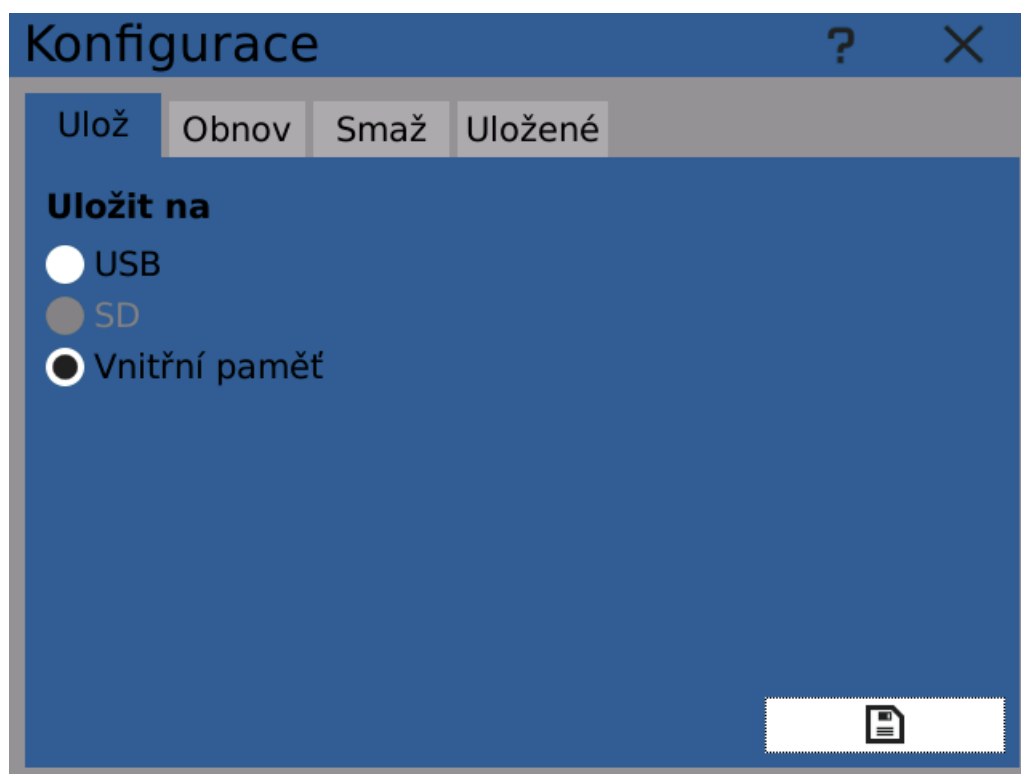 Konfigurace ?
Ulož Obnov Smaž Uložené
Uložit na
USB
SD
Vnitřní paměť